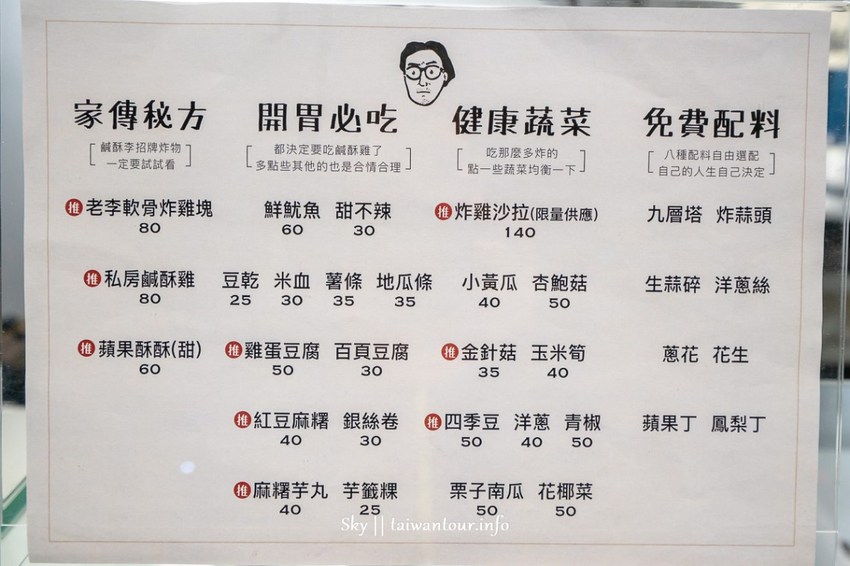 家傳秘方
鹹酥李招牌炸物
一定要試試看
推 老李軟骨炸雞塊
80
推 私房鹹酥雞
80
推 蘋果酥酥(甜)
60
開胃必吃
都決定要吃鹹酥雞了
多點些其他的也是合情合理
鮮魷魚 甜不辣
60 30
豆乾 米血 薯條 地瓜條
25 30 35 35
推 雞蛋豆腐 百頁豆腐
50 30
推 紅豆麻糬 銀絲卷
40 30
推 麻糬芋丸 芋籤粿
40 25
健康蔬菜
吃那麼多炸的
點一些蔬菜均衡一下
推 炸雞沙拉(限量供應)
140
小黃瓜 杏鮑菇
40 50
推 金針菇 玉米筍
35 40
推 四季豆 洋蔥 青椒
50 40 50
栗子南瓜 花椰菜
50 50
免費配料
八種配料自由選配
自己的人生自己決定
九層塔 炸蒜頭
生蒜碎 洋蔥絲
蔥花 花生
蘋果丁 鳳梨丁
Sky || taiwantour.info